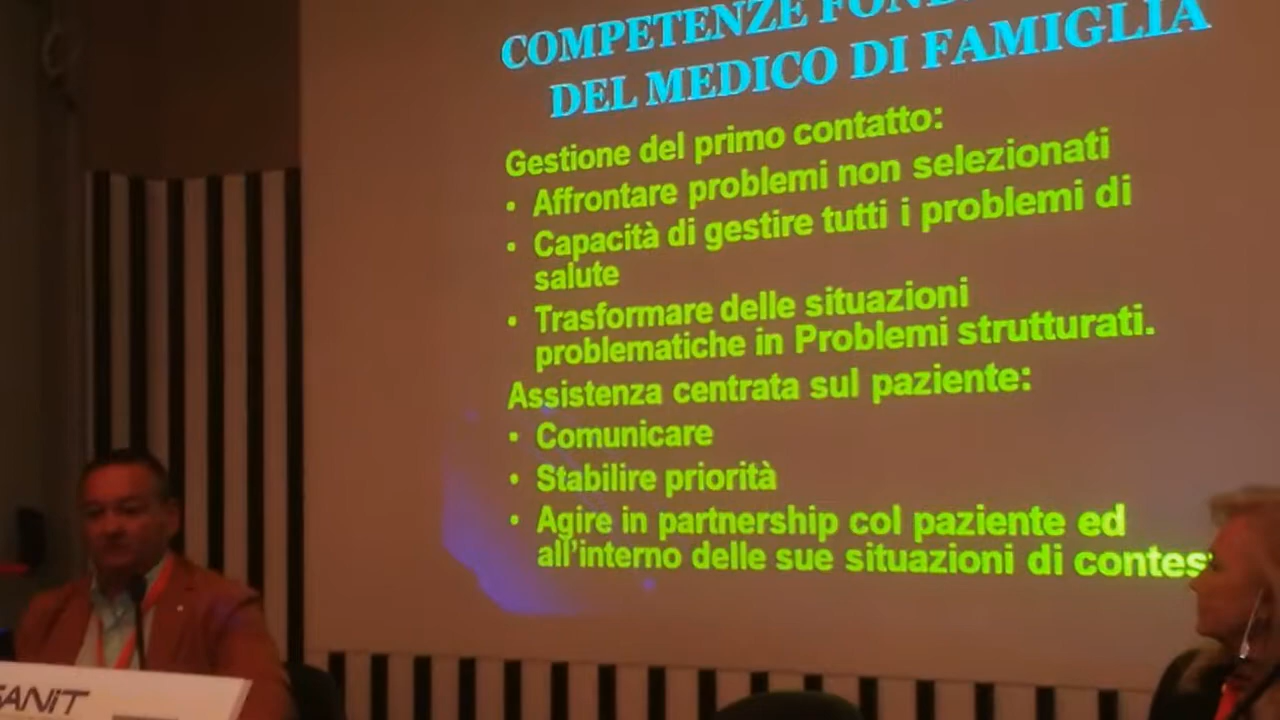 COMPETENZE
DEL MEDICO DI FAMIGLIA
Gestione del primo contatto:
• Affrontare problemi non selezionati
• Capacità di gestire tutti i problemi di
salute
• Trasformare delle situazioni
problematiche in Problemi strutturati.
Assistenza centrata sul paziente:
• Comunicare
• Stabilire priorità
• Agire in partnership col paziente ed
all'interno delle sue situazioni di
SANiT